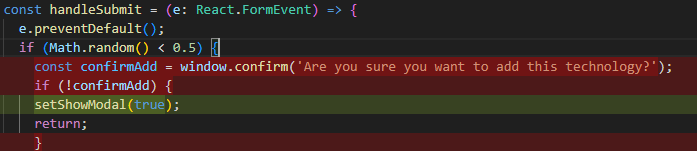 const handleSubmit = (e: React.FormEvent) => {
e.preventDefault();
if (Math.random() < 0.5) {
const confirmAdd = window.confirm('Are you sure you want to add this technology?');
if (!confirmAdd) {
setShowModal(true);
return;
}